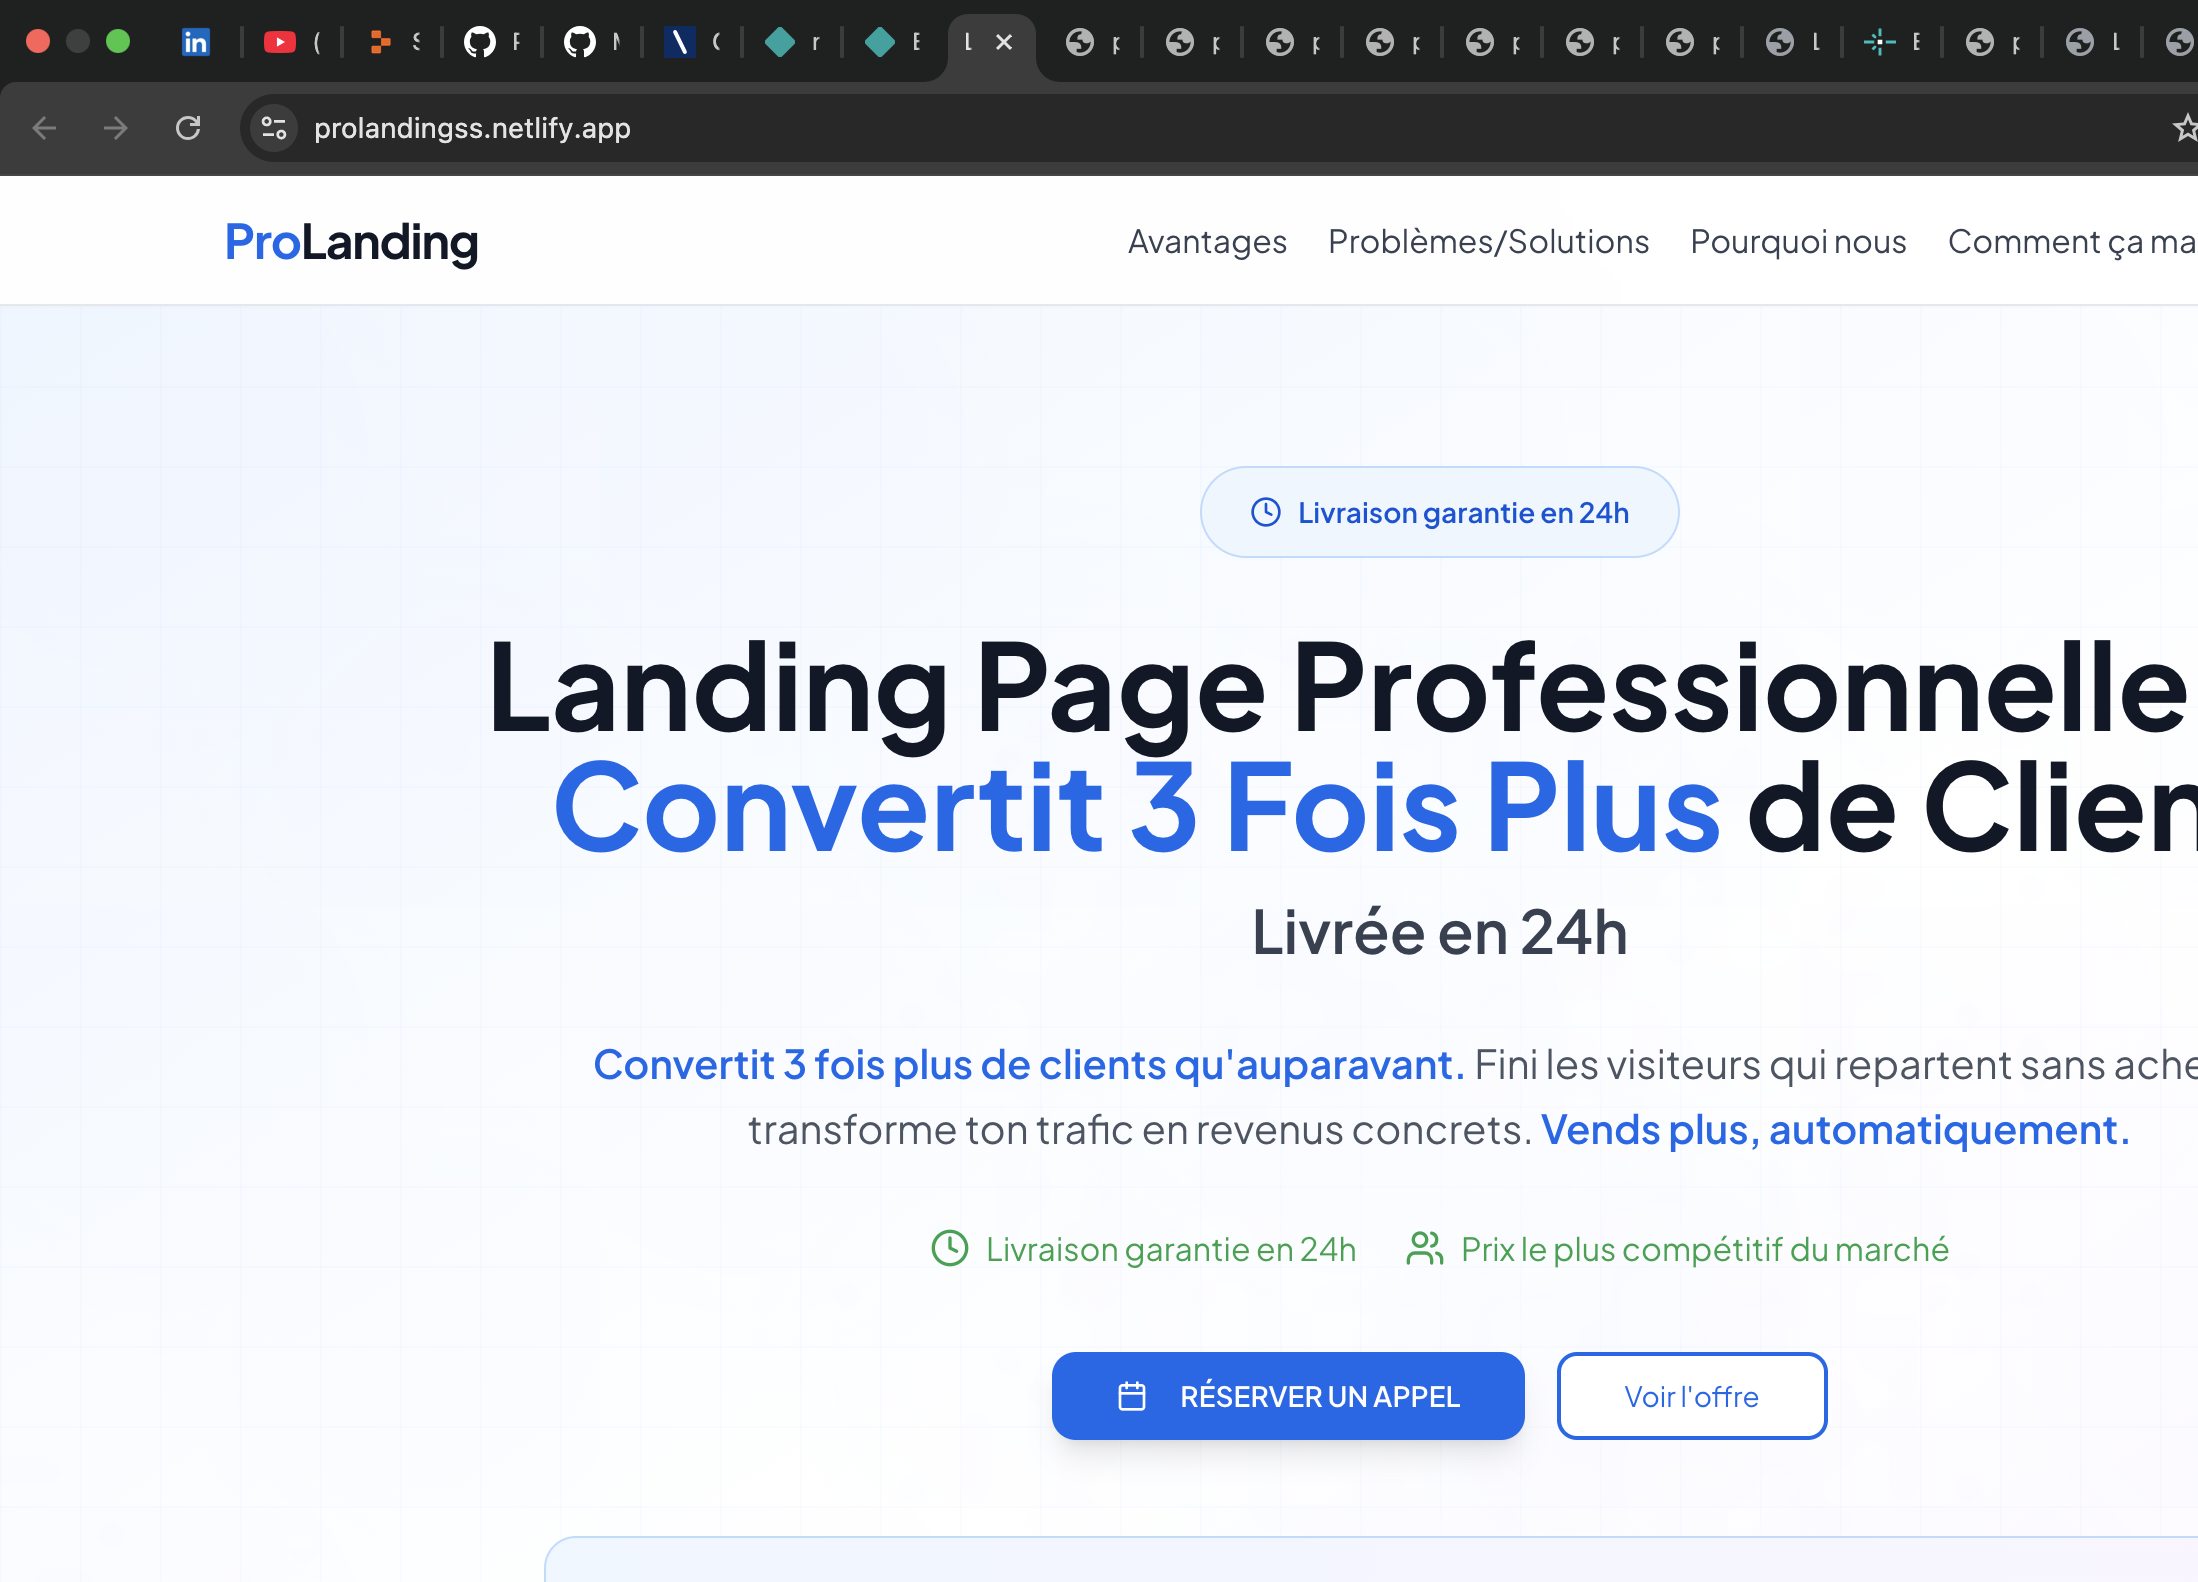 prolandingss.netlify.app
ProLanding
Avantages Problèmes/Solutions Pourquoi nous Comment ça ma
Livraison garantie en 24h
Landing Page Professionnelle
Convertit 3 Fois Plus de Clien
Livrée en 24h
Convertit 3 fois plus de clients qu'auparavant. Fini les visiteurs qui repartent sans ache
transforme ton trafic en revenus concrets. Vends plus, automatiquement.
Livraison garantie en 24h Prix le plus compétitif du marché
RÉSERVER UN APPEL Voir l'offre